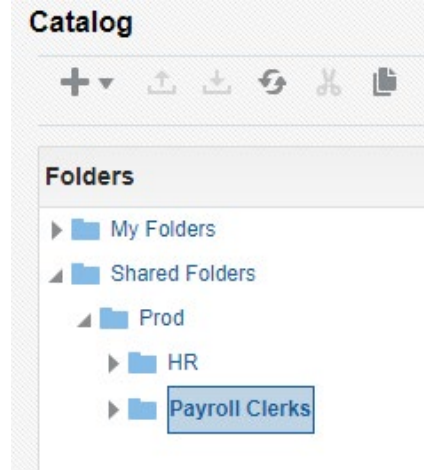 Catalog
Folders
My Folders
Shared Folders
Prod
HR
Payroll Clerks